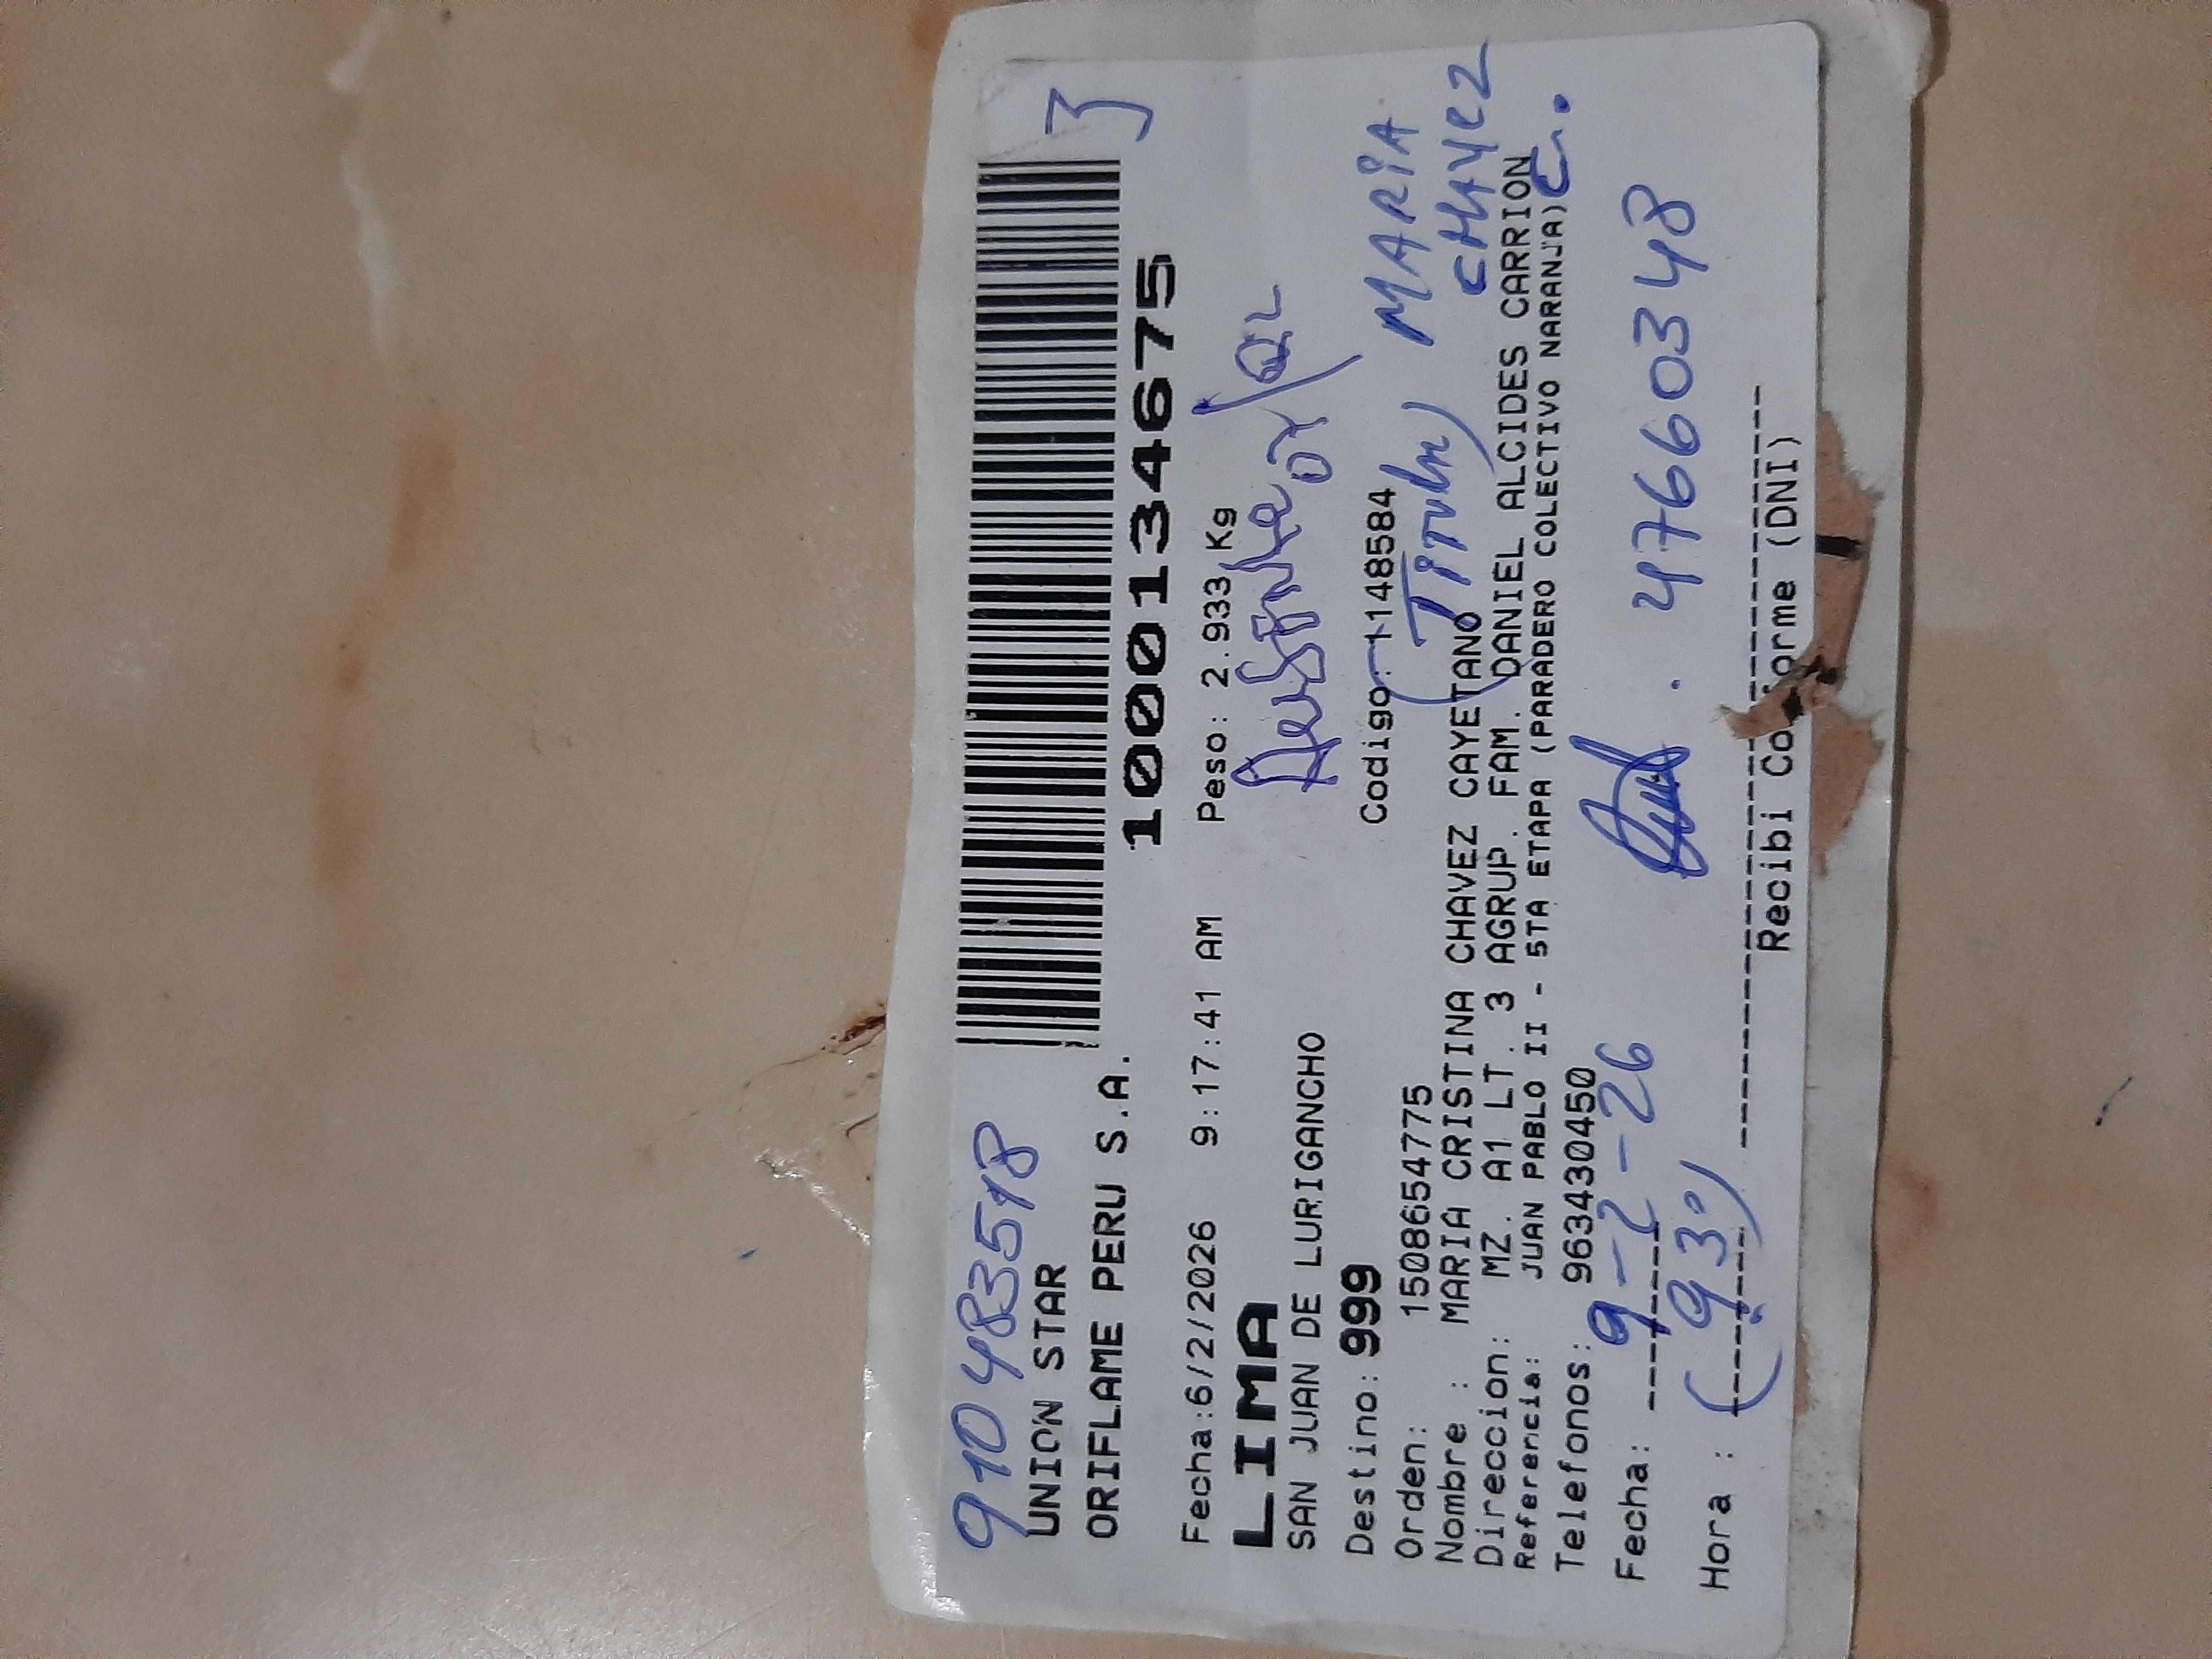 910483518
UNION STAR
ORIFLAME PERU S.A.
3
1000134675
Fecha:6/2/2026 9:17:41 AM Peso: 2.933 Kg
LIMA
SAN JUAN DE LURIGANCHO
Destino: 999 Codigo: 1148584
(Titular) MARIA
CHAVEZ
C.
Orden: 1508654775
Nombre : MARIA CRISTINA CHAVEZ CAYETANO
Direccion: MZ. A1 LT. 3 AGRUP. FAM. DANIEL ALCIDES CARRION
Referencia: JUAN PABLO II - 5TA ETAPA (PARADERO COLECTIVO NARANJA)
Telefonos: 963430450
Fecha: 9-2-26
47660348
Hora : (930)
Recibi Conforme (DNI)